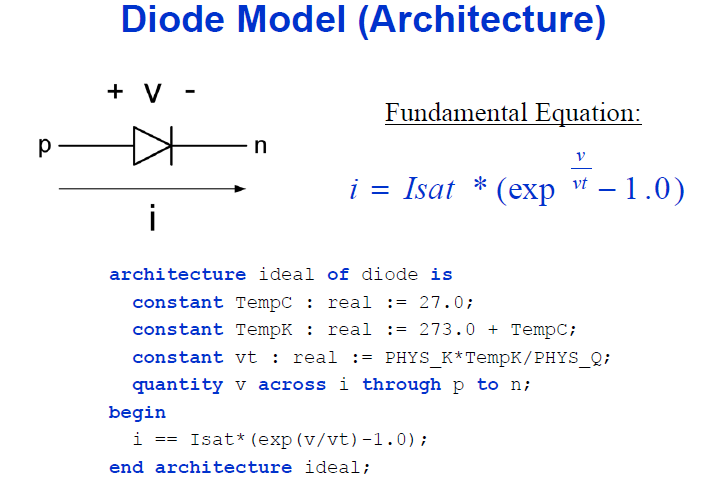 Diode Model (Architecture)
+ v -
p
n
i
Fundamental Equation:
i = Isat * (exp v/vt − 1.0)
architecture ideal of diode is
constant TempC : real := 27.0;
constant TempK : real := 273.0 + TempC;
constant vt : real := PHYS_K*TempK/PHYS_Q;
quantity v across i through p to n;
begin
i == Isat*(exp(v/vt)-1.0);
end architecture ideal;